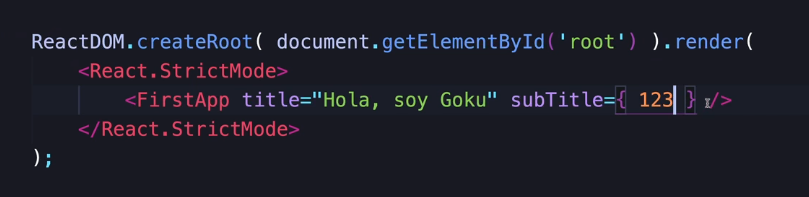 ReactDOM.createRoot( document.getElementById('root') ).render(
<React.StrictMode>
<FirstApp title="Hola, soy Goku" subTitle={ 123 } />
</React.StrictMode>
);